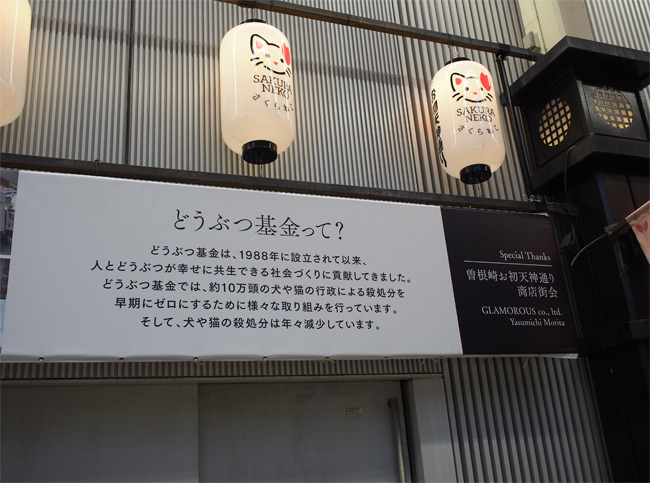 SAKURA
NEKO
さくらねこ
SAKURA
NEKO
さくらねこ
どうぶつ基金って?
どうぶつ基金は、1988年に設立されて以来、
人とどうぶつが幸せに共生できる社会づくりに貢献してきました。
どうぶつ基金では、約10万頭の犬や猫の行政による殺処分を
早期にゼロにするために様々な取り組みを行っています。
そして、犬や猫の殺処分は年々減少しています。
Special Thanks
曽根崎お初天神通り
商店街会
GLAMOROUS co., ltd.
Yasumichi Morita